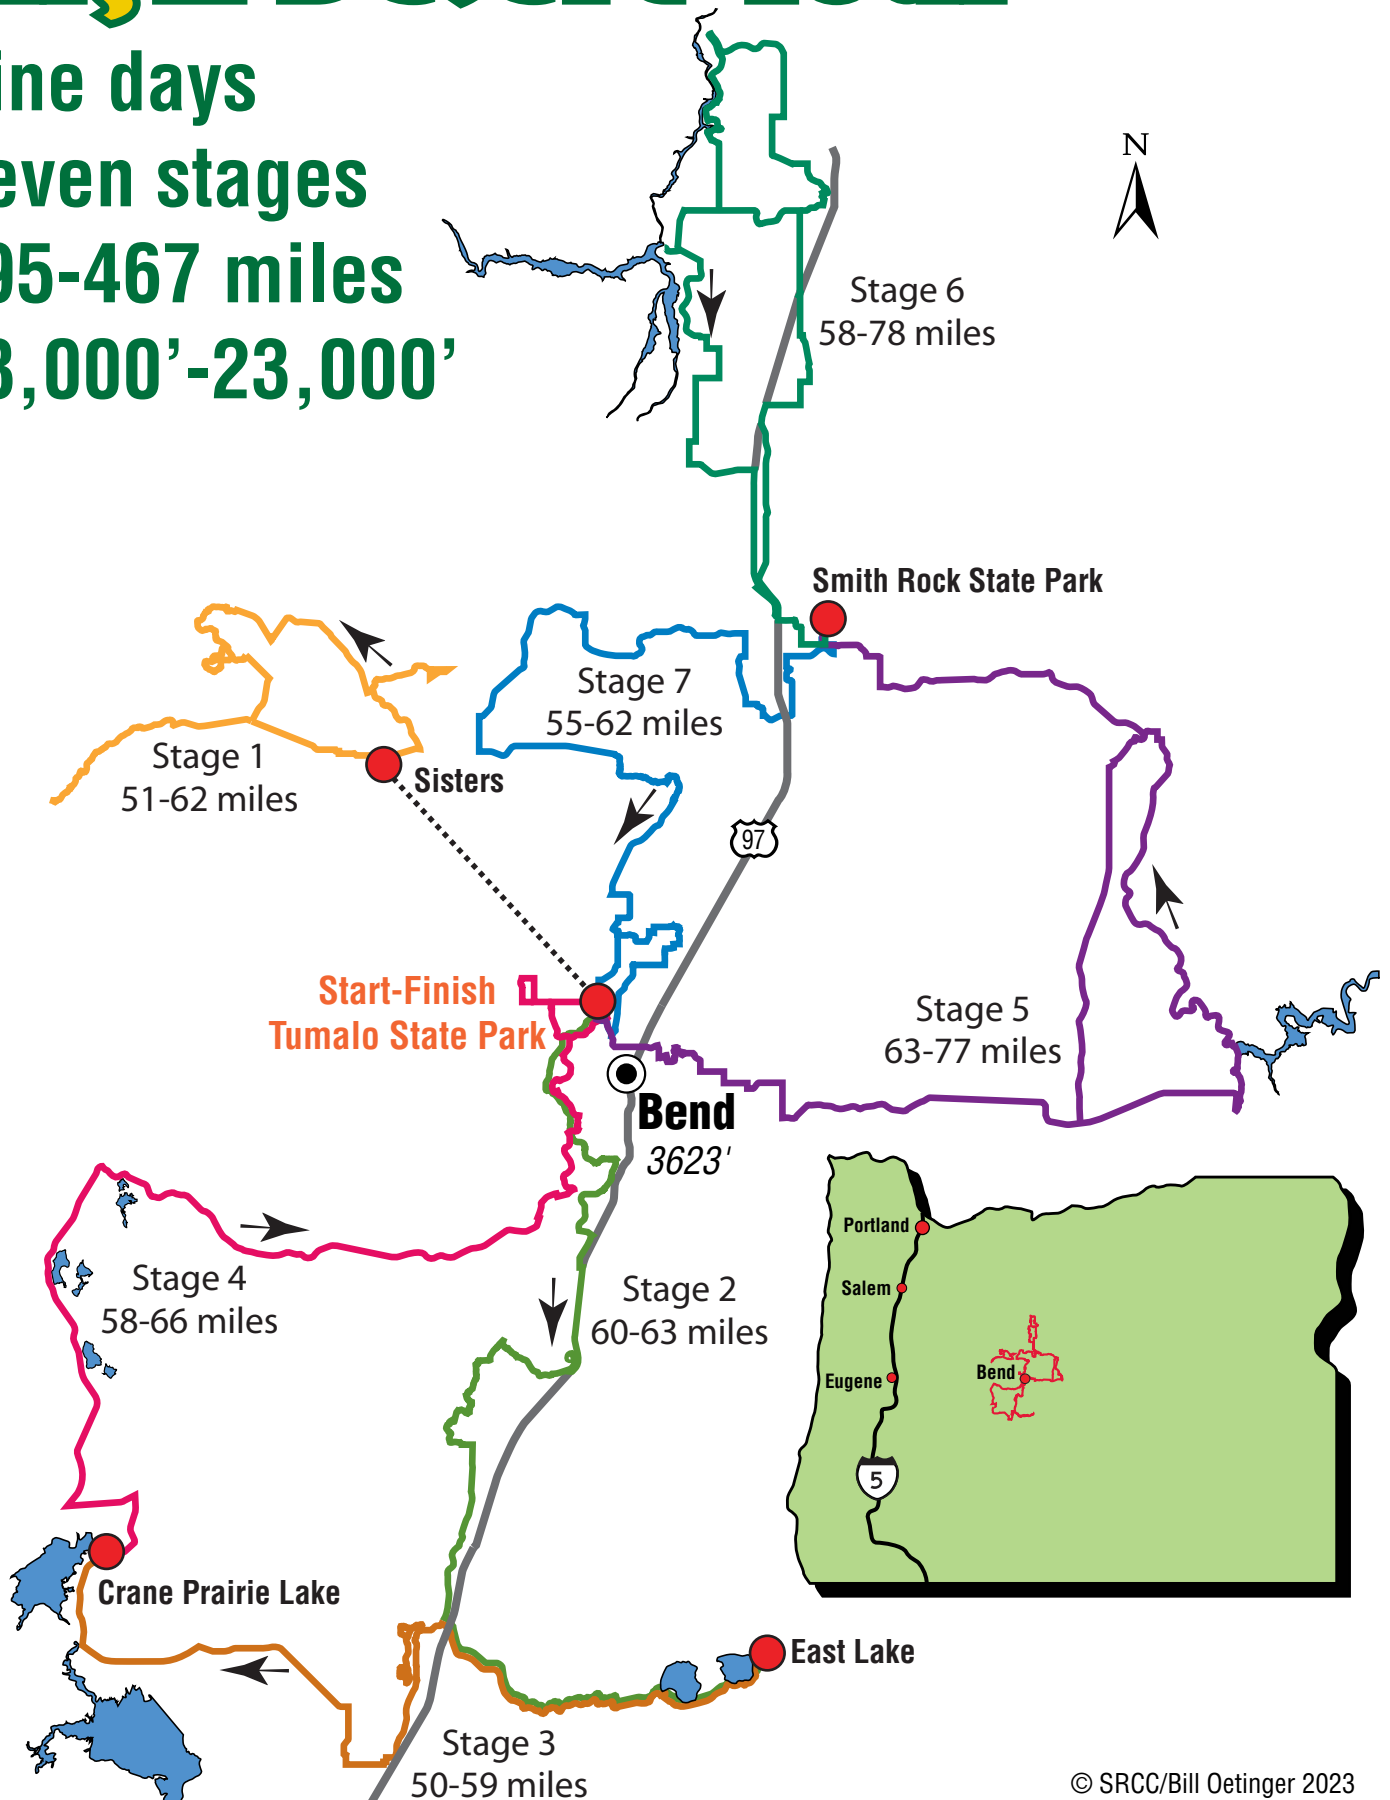 ine days
even stages
95-467 miles
3,000’-23,000’
N
Stage 6
58-78 miles
Smith Rock State Park
Stage 7
55-62 miles
Stage 1
51-62 miles
Sisters
97
Start-Finish
Tumalo State Park
Stage 5
63-77 miles
Bend
3623'
Portland
Salem
Stage 4
58-66 miles
Stage 2
60-63 miles
Bend
Eugene
5
Crane Prairie Lake
East Lake
Stage 3
50-59 miles
© SRCC/Bill Oetinger 2023